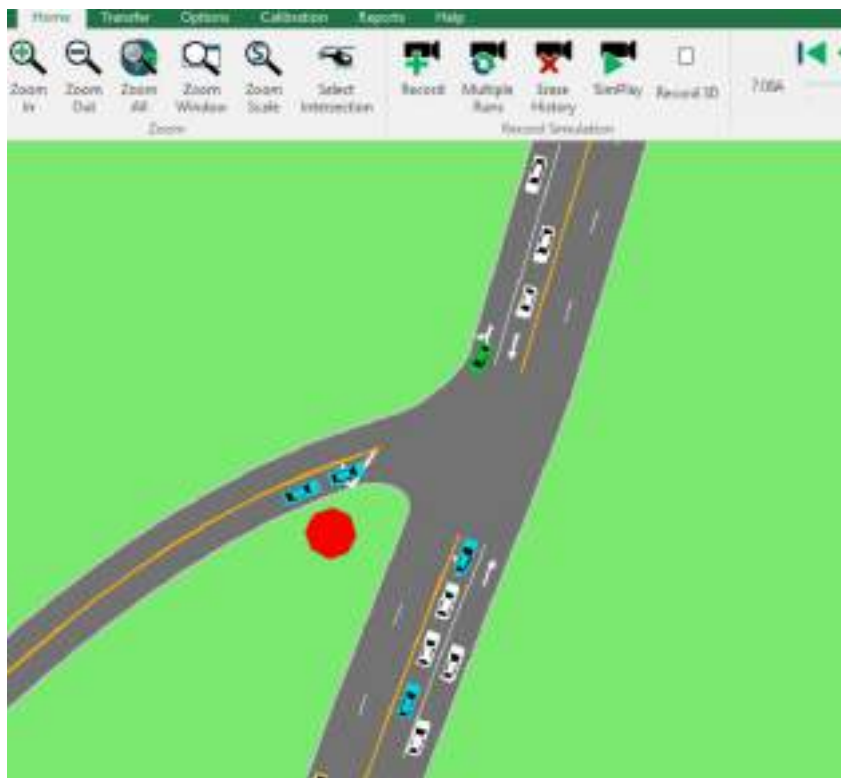 Home Transfer Options Calibration Reports Help
Zoom In
Zoom Out
Zoom All
Zoom Window
Zoom Scale
Select Intersection
Record
Multiple Runs
Erase History
SimPlay
Record 3D
Zoom
Record Simulation